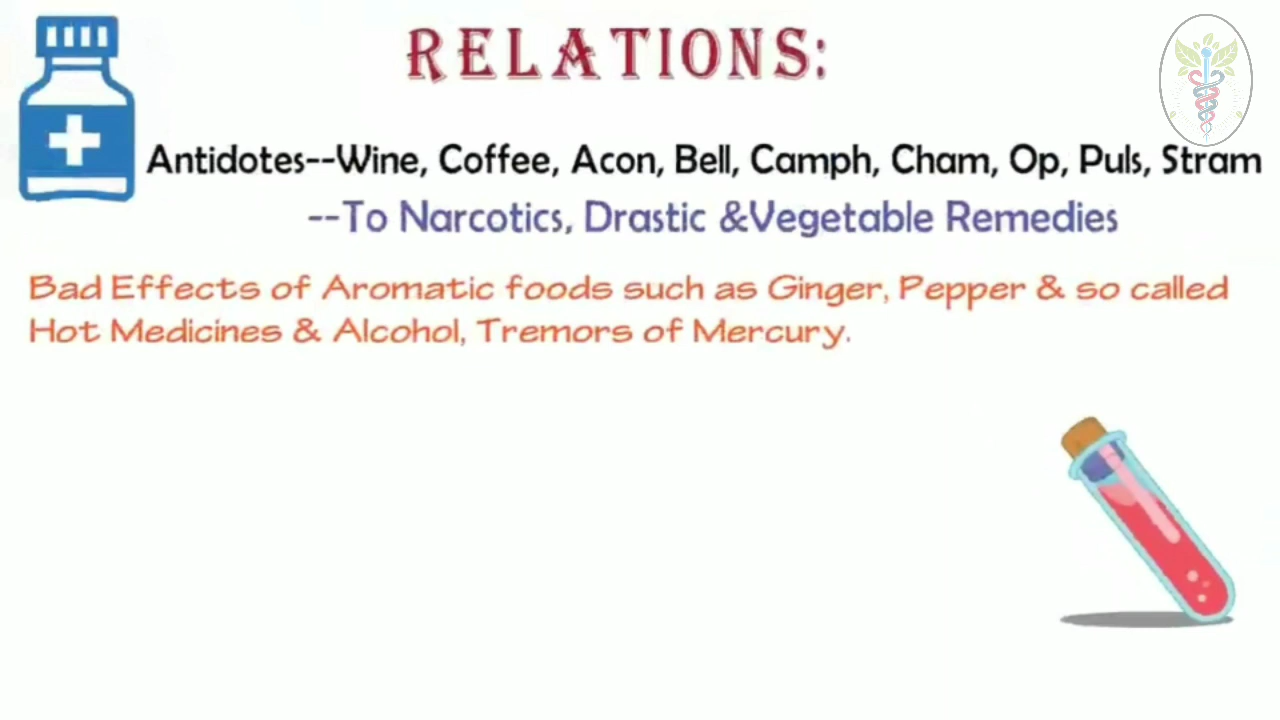 RELATIONS:
Antidotes--Wine, Coffee, Acon, Bell, Camph, Cham, Op, Puls, Stram
--To Narcotics, Drastic &Vegetable Remedies
Bad Effects of Aromatic foods such as Ginger, Pepper & so called
Hot Medicines & Alcohol, Tremors of Mercury.